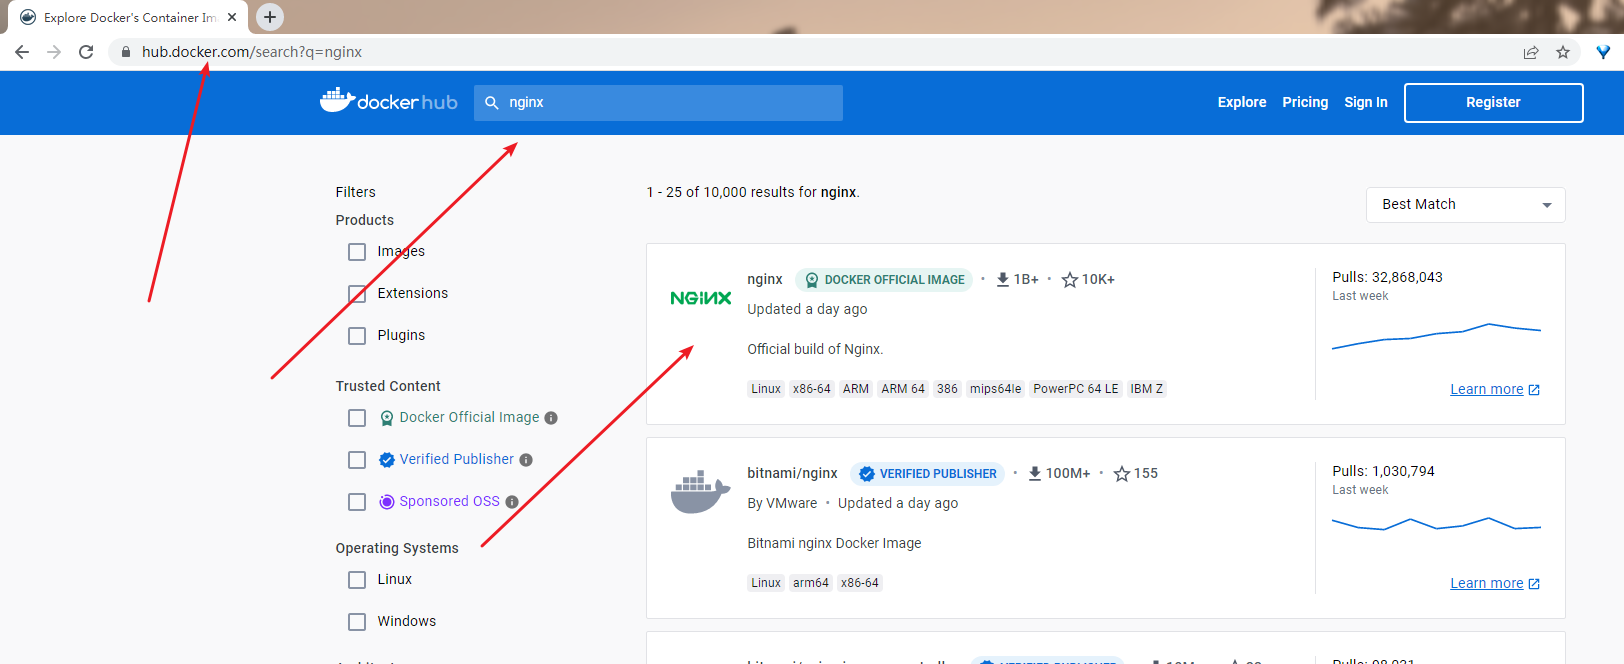 Explore Docker's Container Im
hub.docker.com/search?q=nginx
docker hub
nginx
Explore
Pricing
Sign In
Register
Filters
Products
Images
Extensions
Plugins
Trusted Content
Docker Official Image
Verified Publisher
Sponsored OSS
Operating Systems
Linux
Windows
1 - 25 of 10,000 results for nginx.
Best Match
NGINX
nginx DOCKER OFFICIAL IMAGE • 1B+ • 10K+
Updated a day ago
Official build of Nginx.
Linux x86-64 ARM ARM 64 386 mips64le PowerPC 64 LE IBM Z
Pulls: 32,868,043
Last week
Learn more
bitnami/nginx VERIFIED PUBLISHER • 100M+ • 155
By VMware • Updated a day ago
Bitnami nginx Docker Image
Linux arm64 x86-64
Pulls: 1,030,794
Last week
Learn more
VERIFIED PUBLISHER